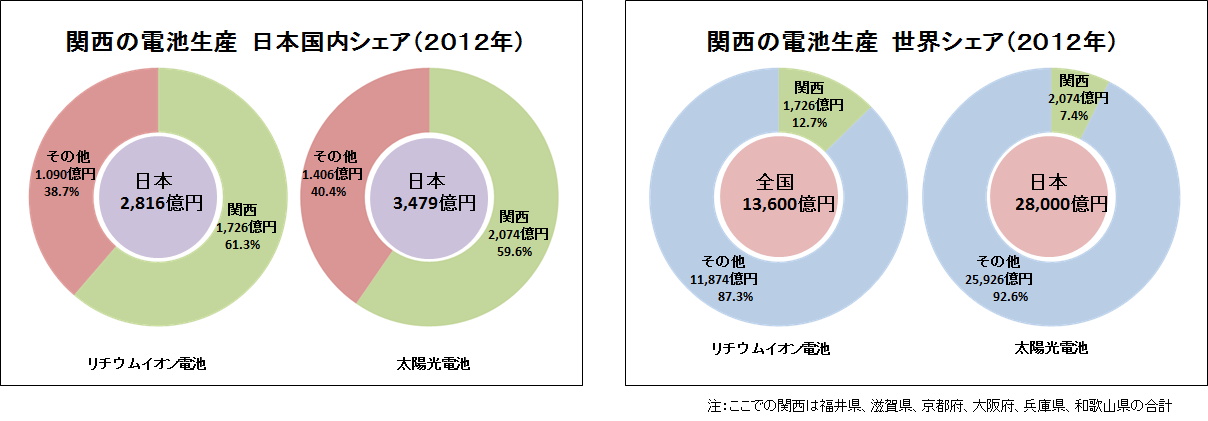 関西の電池生産 日本国内シェア(2012年)
その他
1.090億円
38.7%
日本
2,816億円
関西
1,726億円
61.3%
リチウムイオン電池
その他
1.406億円
40.4%
日本
3,479億円
関西
2,074億円
59.6%
太陽光電池
関西の電池生産 世界シェア(2012年)
関西
1,726億円
12.7%
全国
13,600億円
その他
11,874億円
87.3%
リチウムイオン電池
関西
2,074億円
7.4%
日本
28,000億円
その他
25,926億円
92.6%
太陽光電池
注:ここでの関西は福井県、滋賀県、京都府、大阪府、兵庫県、和歌山県の合計